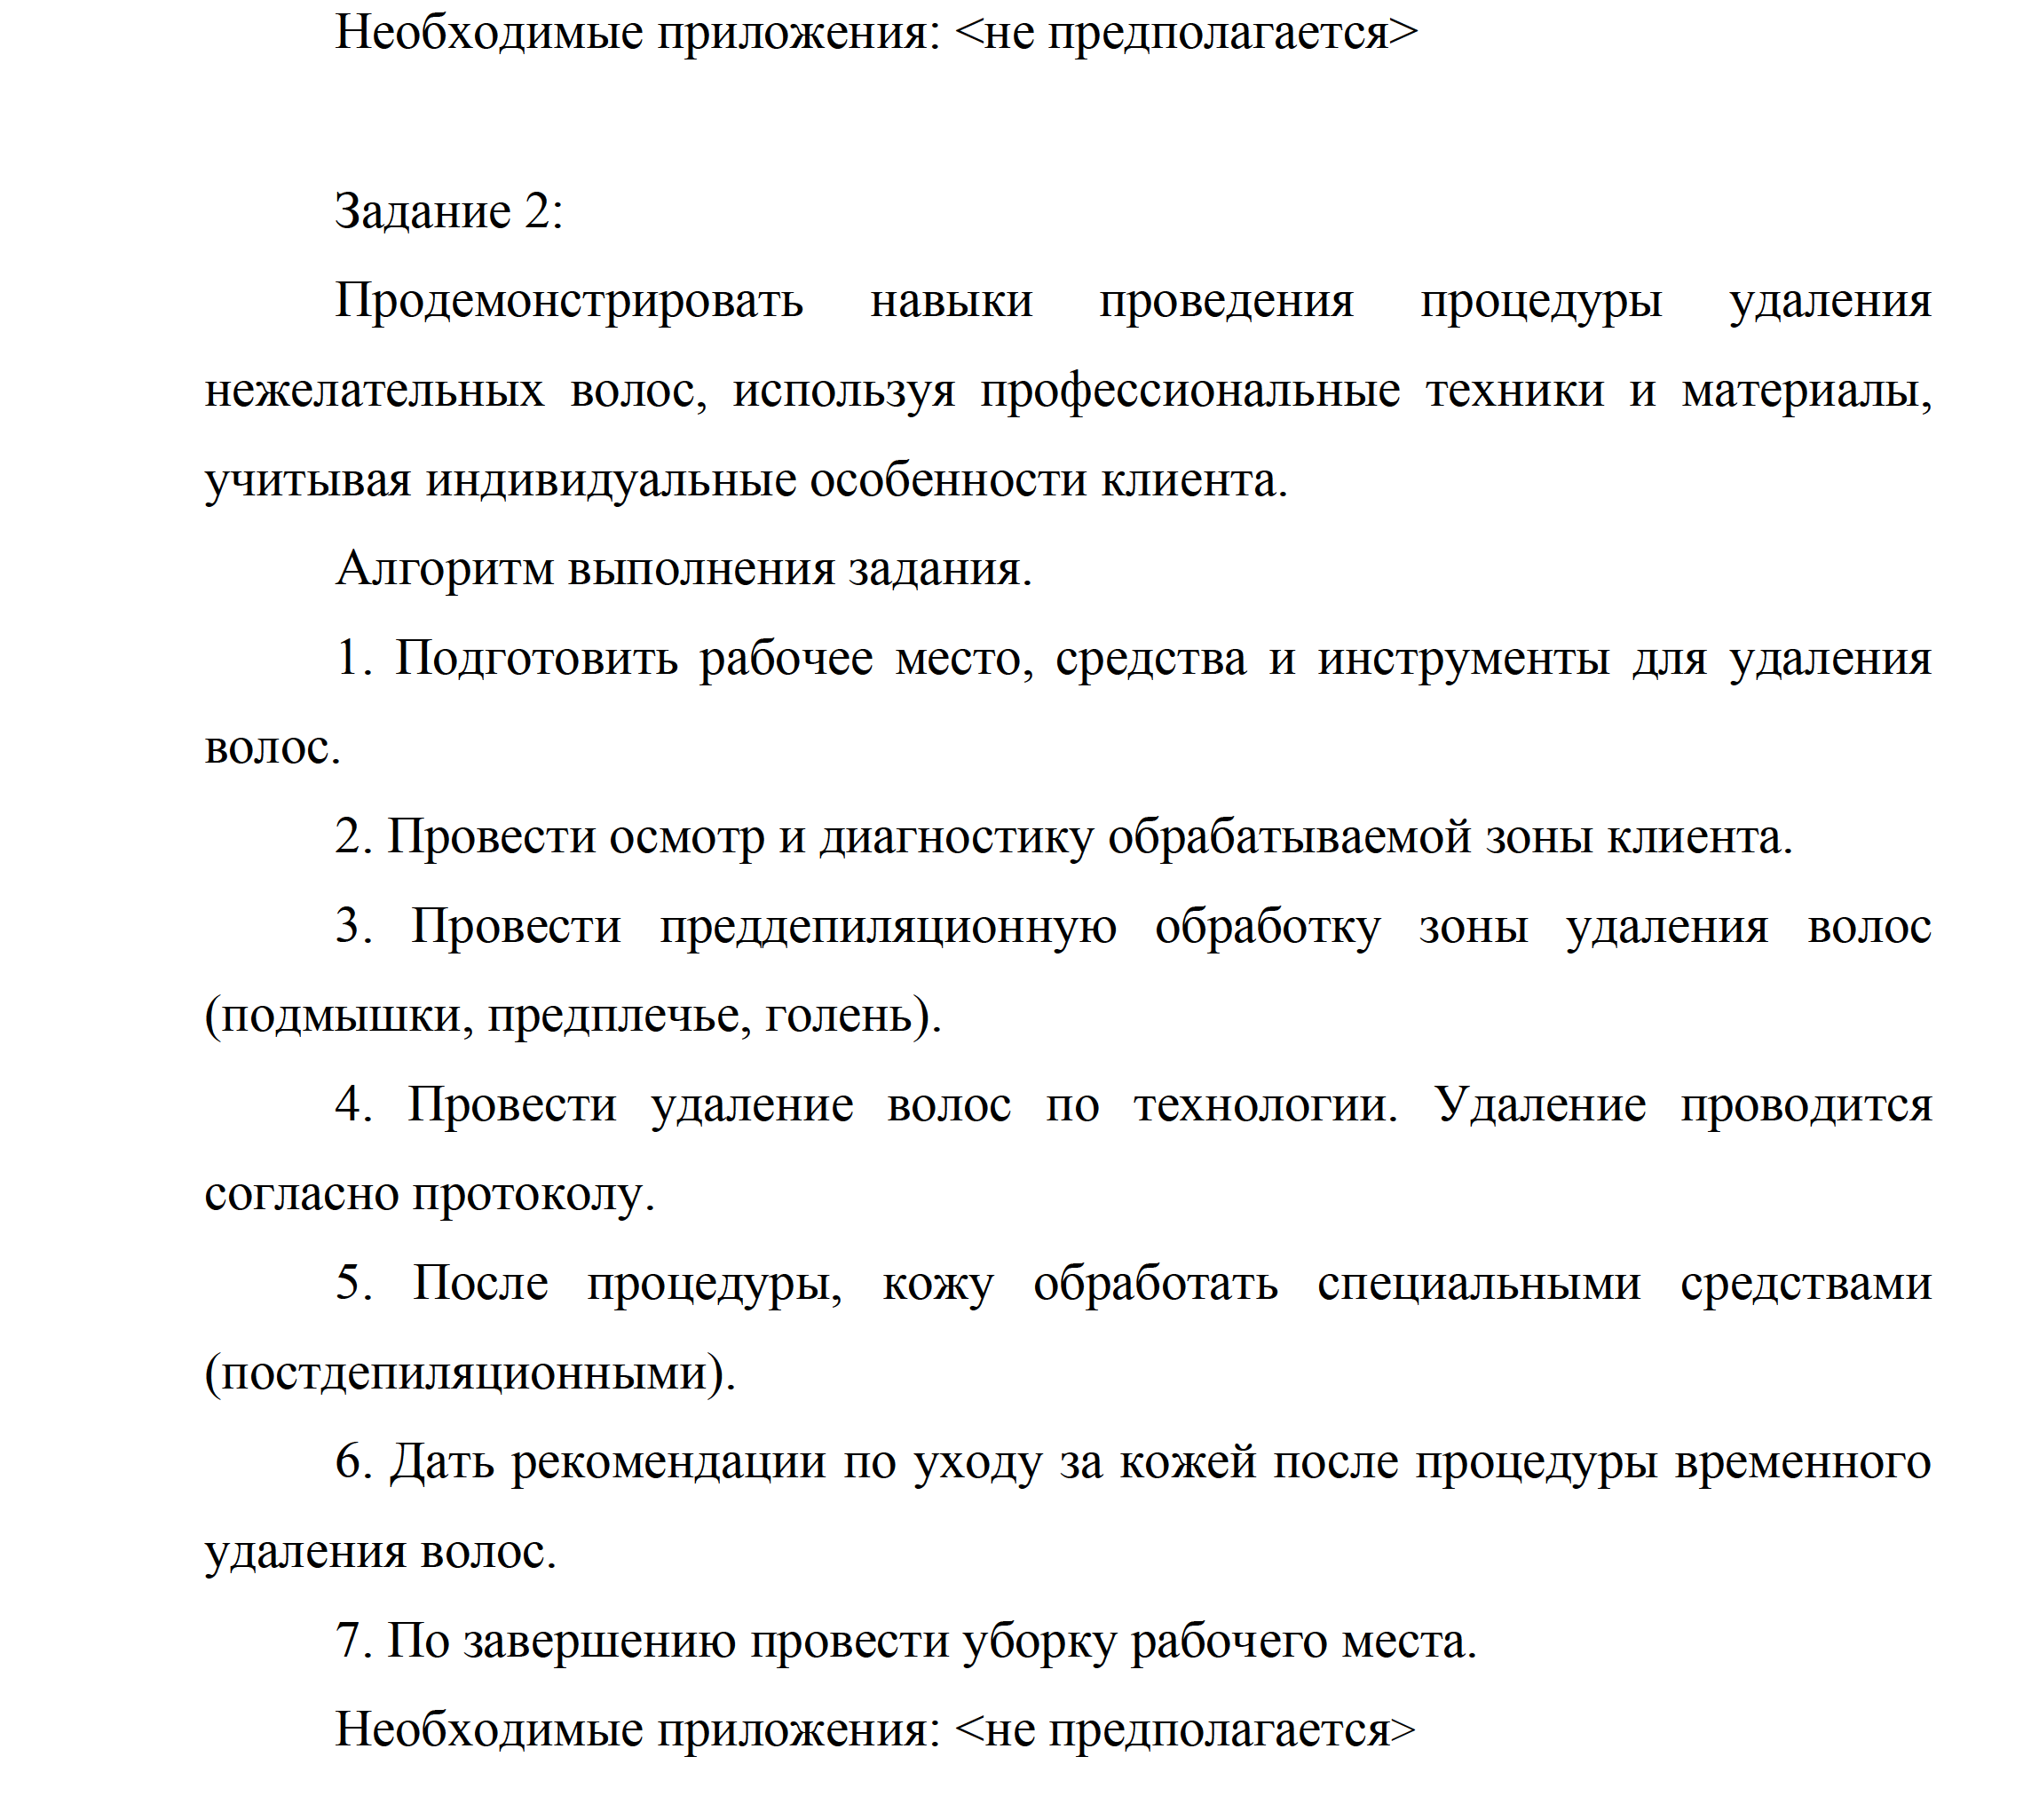 Необходимые приложения: <не предполагается>
Задание 2:
Продемонстрировать навыки проведения процедуры удаления
нежелательных волос, используя профессиональные техники и материалы,
учитывая индивидуальные особенности клиента.
Алгоритм выполнения задания.
1. Подготовить рабочее место, средства и инструменты для удаления
волос.
2. Провести осмотр и диагностику обрабатываемой зоны клиента.
3. Провести преддепиляционную обработку зоны удаления волос
(подмышки, предплечье, голень).
4. Провести удаление волос по технологии. Удаление проводится
согласно протоколу.
5. После процедуры, кожу обработать специальными средствами
(постдепиляционными).
6. Дать рекомендации по уходу за кожей после процедуры временного
удаления волос.
7. По завершению провести уборку рабочего места.
Необходимые приложения: <не предполагается>